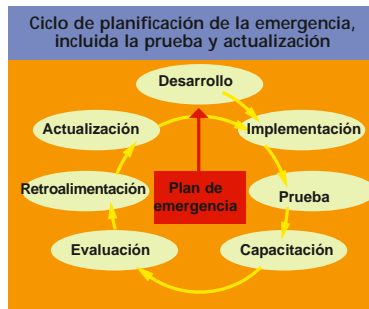 Ciclo de planificación de la emergencia,
incluida la prueba y actualización
Desarrollo
Implementación
Prueba
Capacitación
Evaluación
Retroalimentación
Actualización
Plan de
emergencia